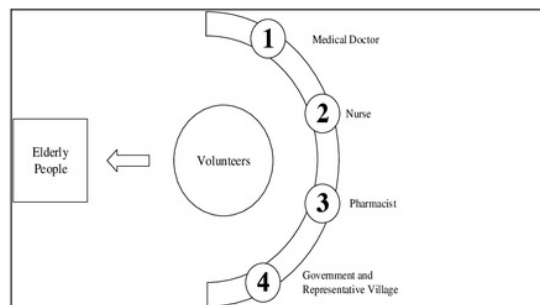 1
Medical Doctor
2
Nurse
Elderly
People
Volunteers
3
Pharmacist
4
Government and
Representative Village